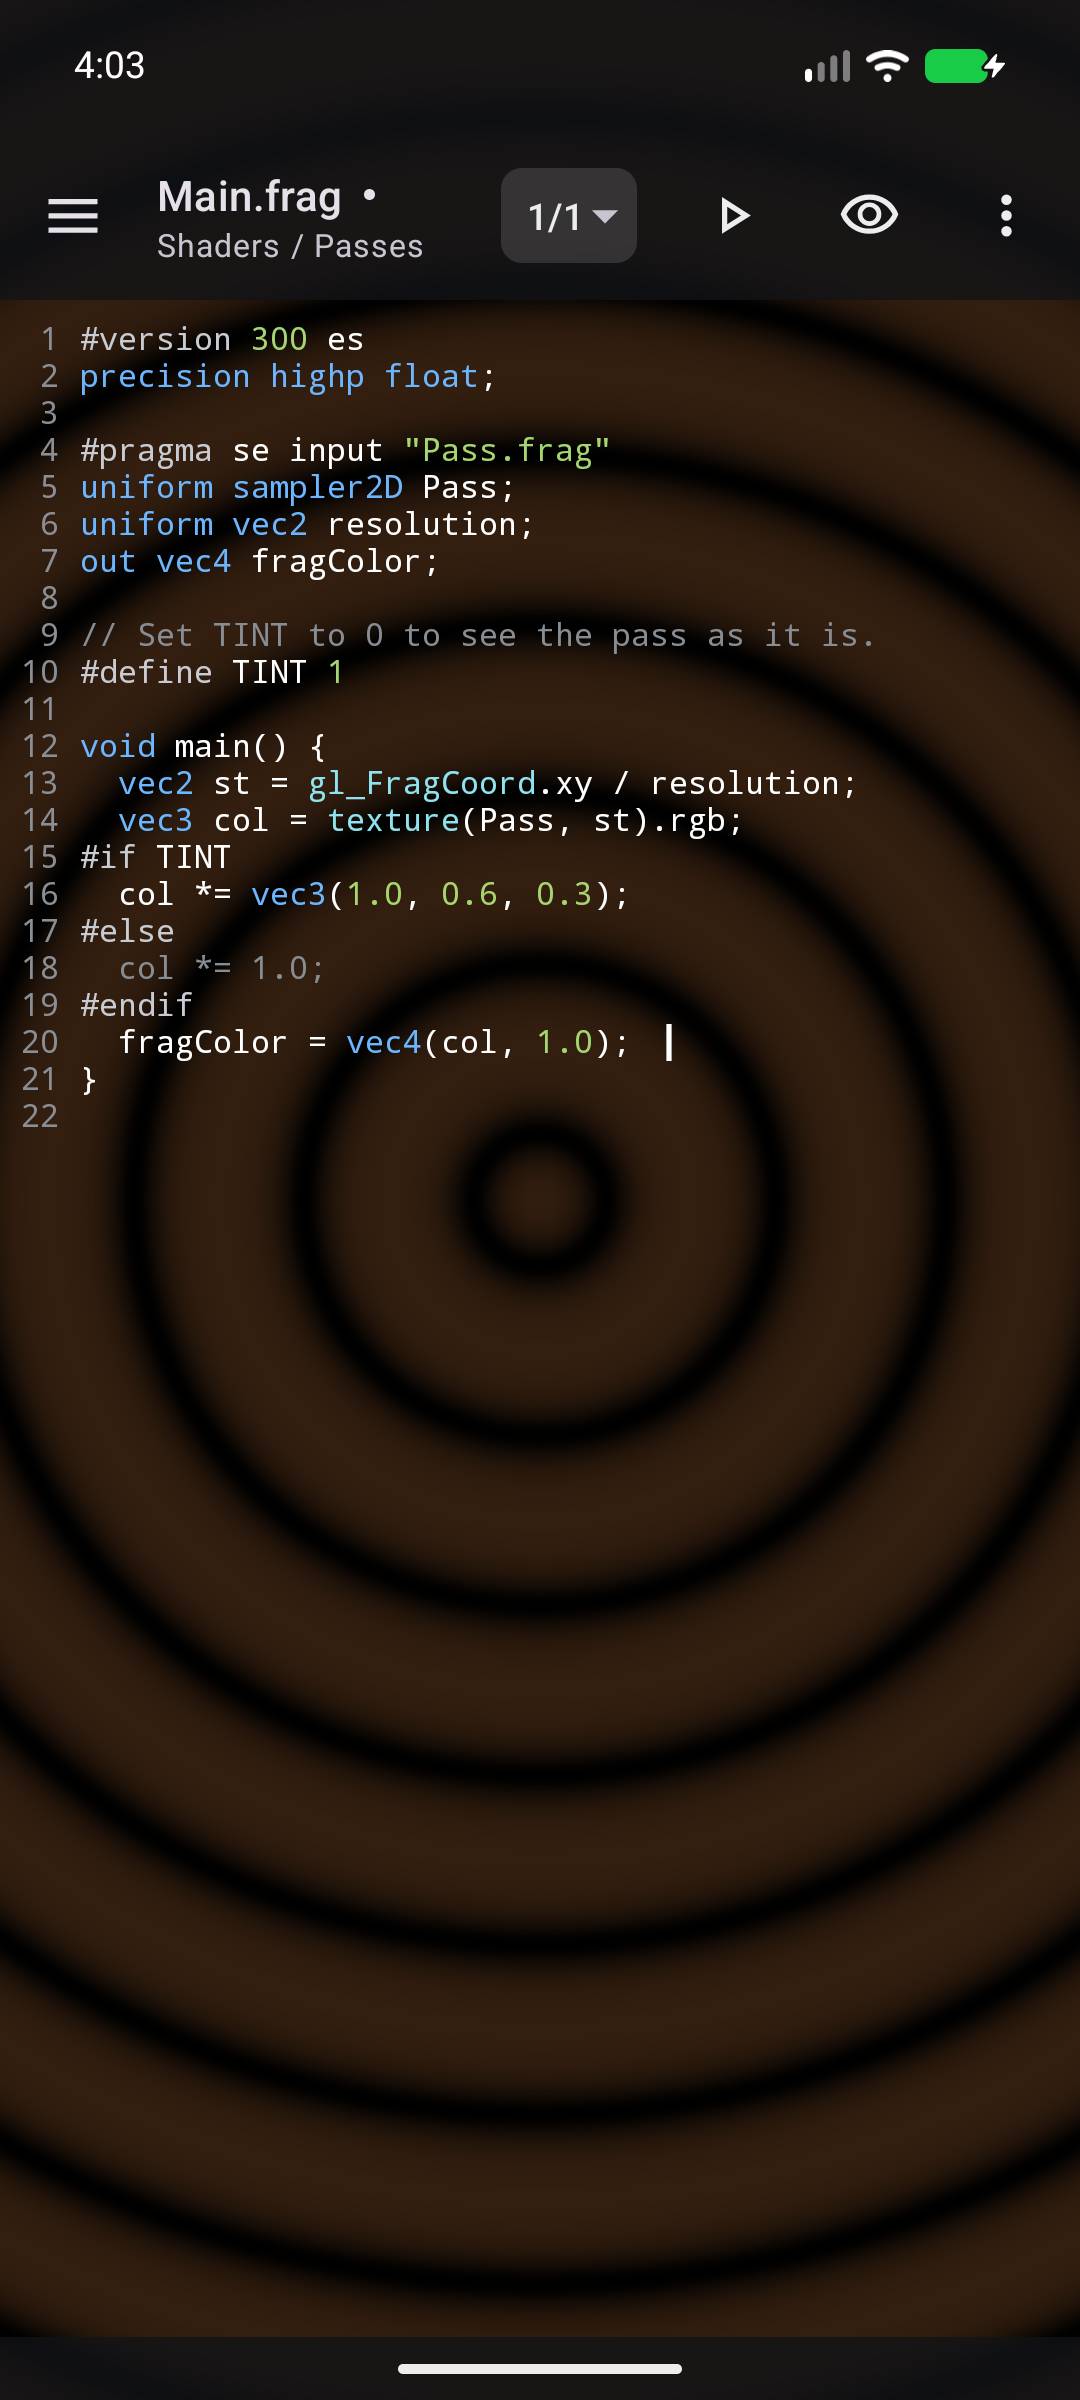 4:03
Main.frag •
Shaders / Passes
1/1
1 #version 300 es
2 precision highp float;
3
4 #pragma se input "Pass.frag"
5 uniform sampler2D Pass;
6 uniform vec2 resolution;
7 out vec4 fragColor;
8
9 // Set TINT to 0 to see the pass as it is.
10 #define TINT 1
11
12 void main() {
13   vec2 st = gl_FragCoord.xy / resolution;
14   vec3 col = texture(Pass, st).rgb;
15 #if TINT
16   col *= vec3(1.0, 0.6, 0.3);
17 #else
18   col *= 1.0;
19 #endif
20   fragColor = vec4(col, 1.0);
21 }
22